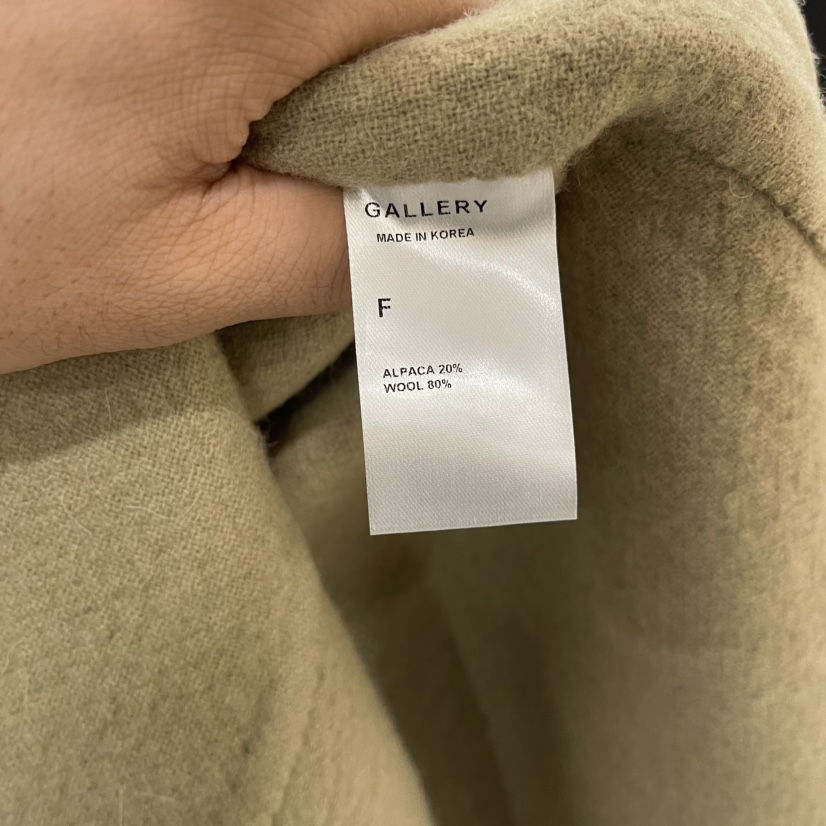 GALLERY
MADE IN KOREA
F
ALPACA 20%
WOOL 80%